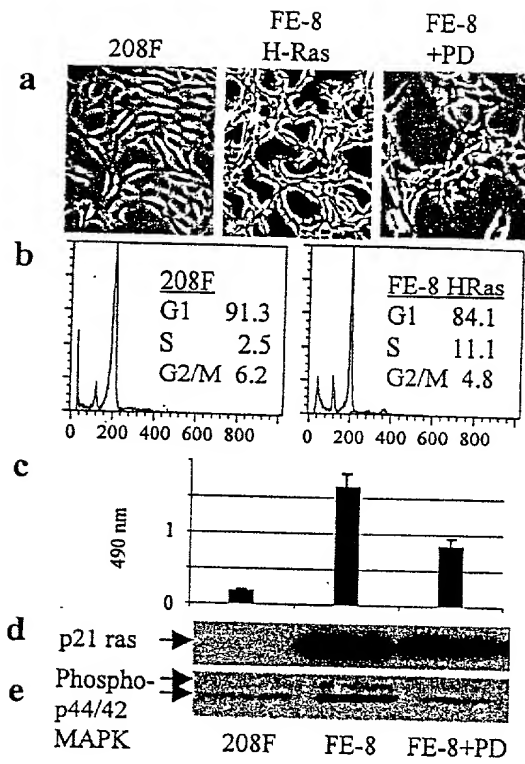 208F
FE-8
H-Ras
FE-8
+PD
a
b
208F
G1 91.3
S 2.5
G2/M 6.2
0 200 400 600 800
FE-8 HRas
G1 84.1
S 11.1
G2/M 4.8
0 200 400 600 800
c
490 nm
1
0
d p21 ras
e Phospho-
p44/42
MAPK
208F FE-8 FE-8+PD